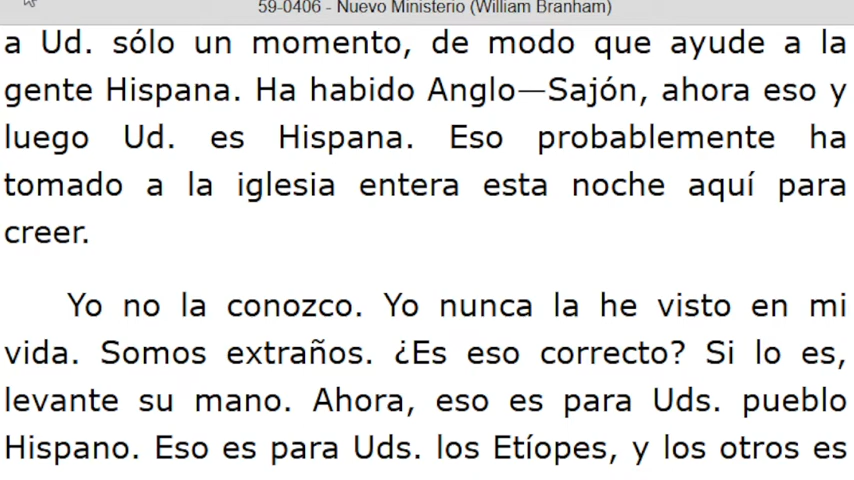 59-0406 - Nuevo Ministerio (William Branham)
a Ud. sólo un momento, de modo que ayude a la
gente Hispana. Ha habido Anglo—Sajón, ahora eso y
luego Ud. es Hispana. Eso probablemente ha
tomado a la iglesia entera esta noche aquí para
creer.
Yo no la conozco. Yo nunca la he visto en mi
vida. Somos extraños. ¿Es eso correcto? Si lo es,
levante su mano. Ahora, eso es para Uds. pueblo
Hispano. Eso es para Uds. los Etíopes, y los otros es